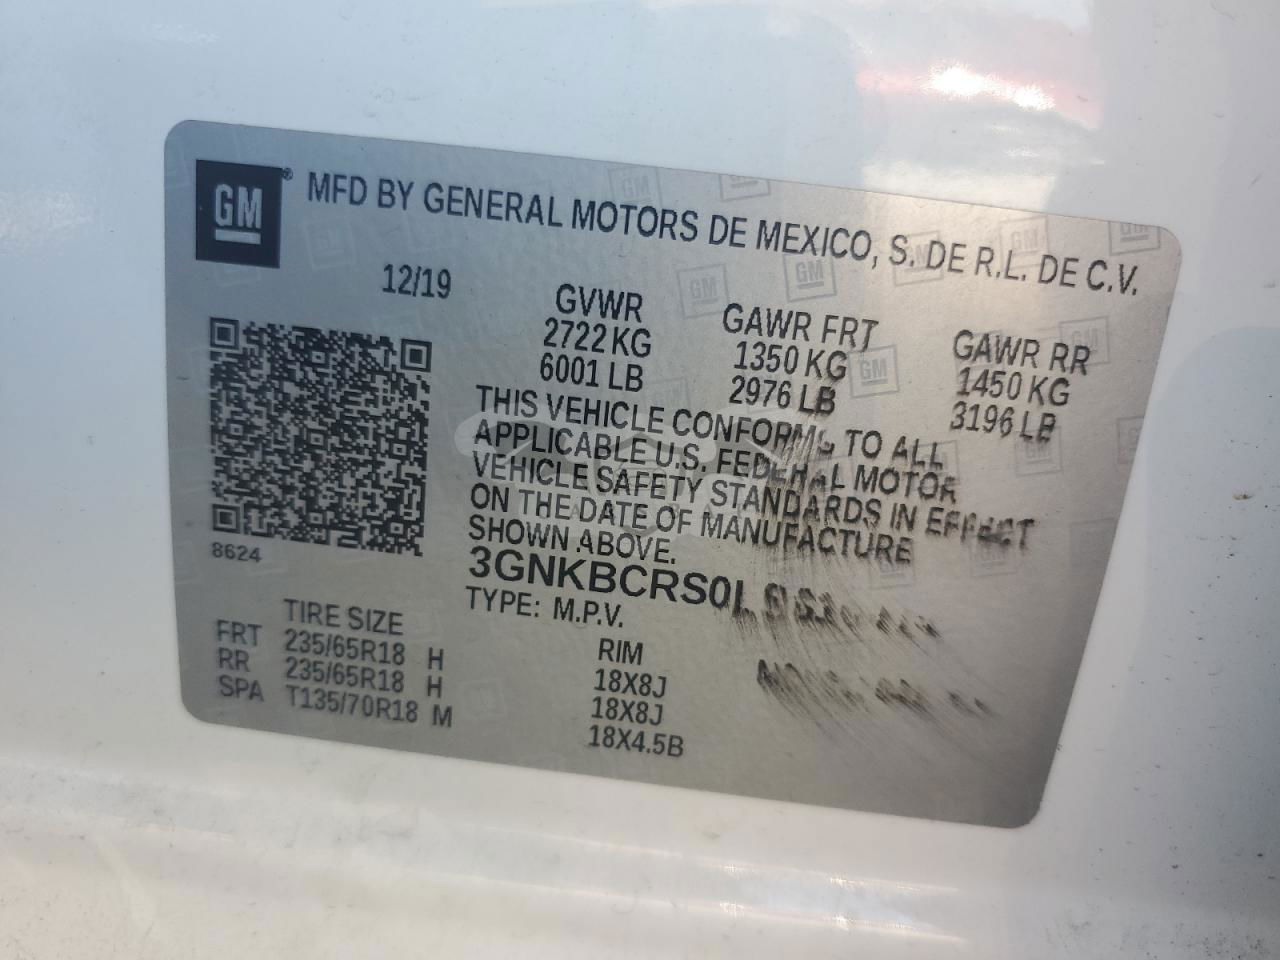 GM ® MFD BY GENERAL MOTORS DE MEXICO, S. DE R.L. DE C.V.
12/19
GVWR
2722 KG
6001 LB
GAWR FRT
1350 KG
2976 LB
GAWR RR
1450 KG
3196 LB
THIS VEHICLE CONFORMS TO ALL
APPLICABLE U.S. FEDERAL MOTOR
VEHICLE SAFETY STANDARDS IN EFFECT
ON THE DATE OF MANUFACTURE
SHOWN ABOVE.
8624
TYPE: M.P.V.
TIRE SIZE RIM
FRT 235/65R18 H 18X8J
RR 235/65R18 H 18X8J
SPA T135/70R18 M 18X4.5B